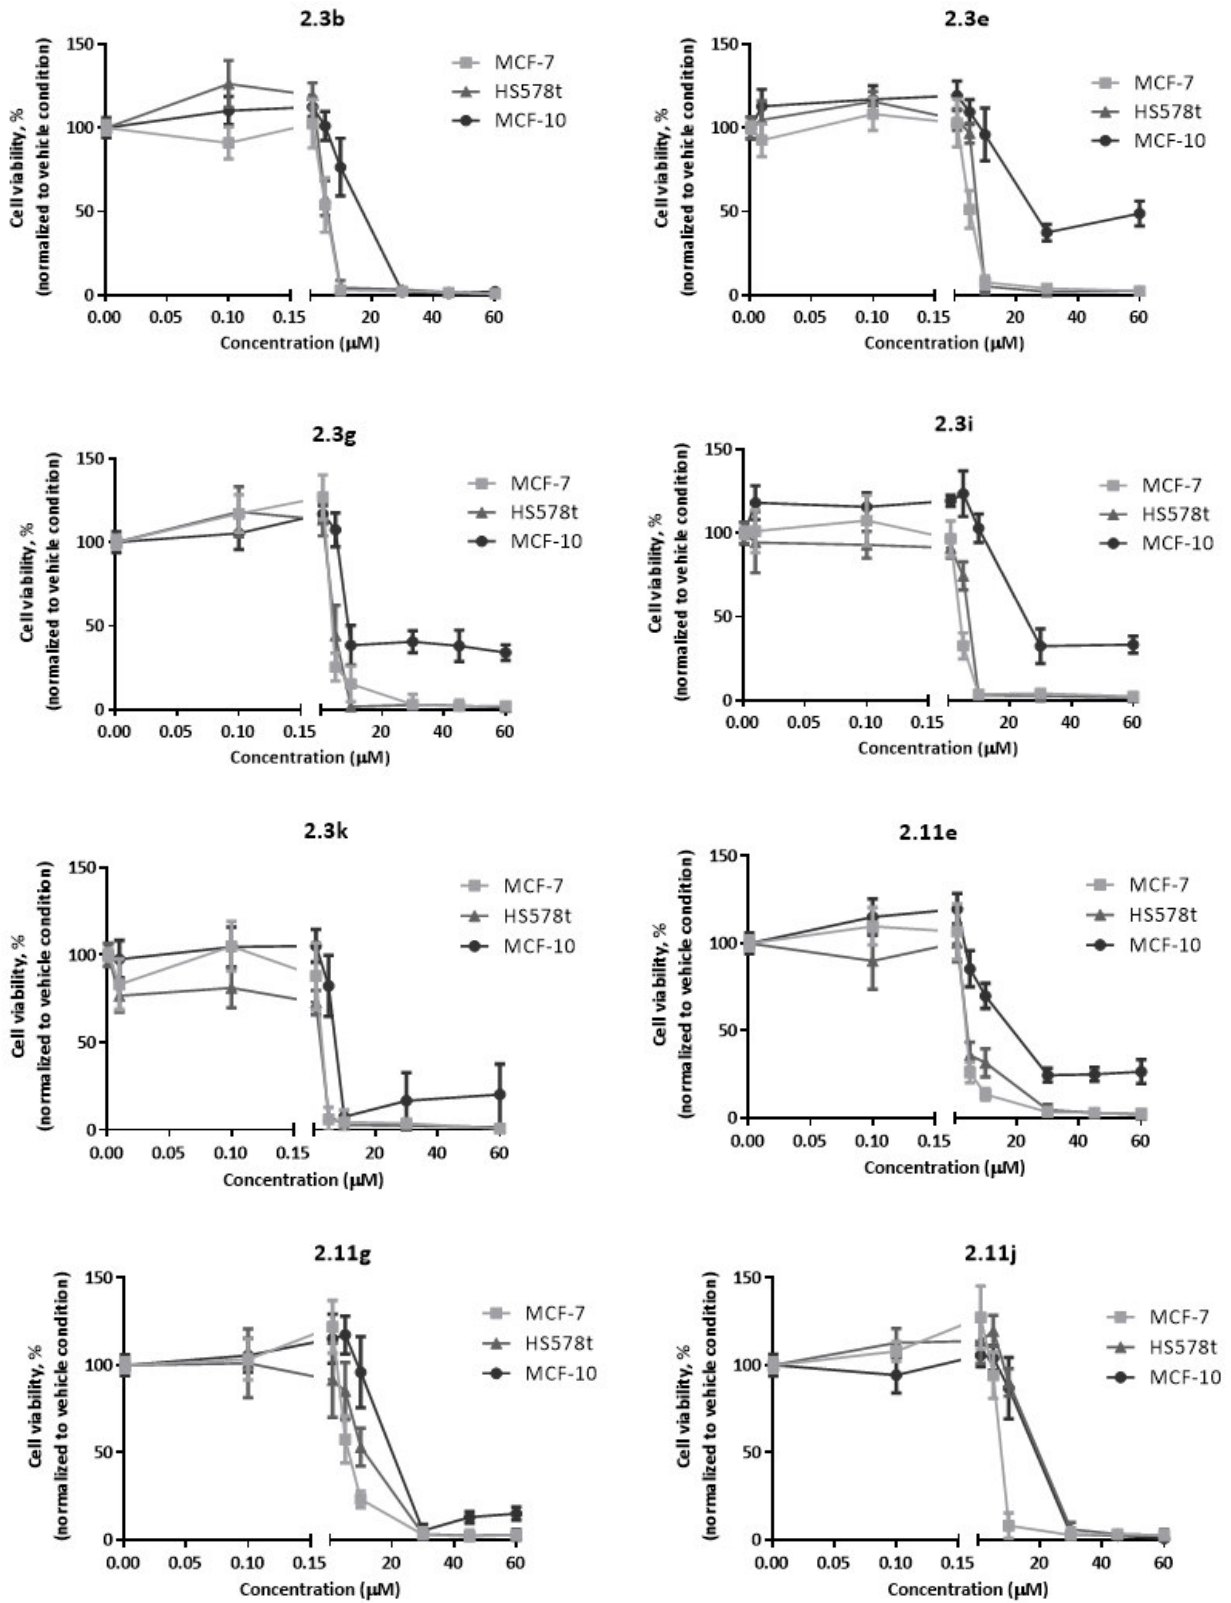 2.3b
Cell viability, %
(normalized to vehicle condition)
150
100
50
0
0.00 0.05 0.10 0.15 20 40 60
Concentration (μM)
MCF-7
HS578t
MCF-10
2.3e
Cell viability, %
(normalized to vehicle condition)
150
100
50
0
0.00 0.05 0.10 0.15 20 40 60
Concentration (μM)
MCF-7
HS578t
MCF-10
2.3g
Cell viability, %
(normalized to vehicle condition)
150
100
50
0
0.00 0.05 0.10 0.15 20 40 60
Concentration (μM)
MCF-7
HS578t
MCF-10
2.3i
Cell viability, %
(normalized to vehicle condition)
150
100
50
0
0.00 0.05 0.10 0.15 20 40 60
Concentration (μM)
MCF-7
HS578t
MCF-10
2.3k
Cell viability, %
(normalized to vehicle condition)
150
100
50
0
0.00 0.05 0.10 0.15 20 40 60
Concentration (μM)
MCF-7
HS578t
MCF-10
2.11e
Cell viability, %
(normalized to vehicle condition)
150
100
50
0
0.00 0.05 0.10 0.15 20 40 60
Concentration (μM)
MCF-7
HS578t
MCF-10
2.11g
Cell viability, %
(normalized to vehicle condition)
150
100
50
0
0.00 0.05 0.10 0.15 20 40 60
Concentration (μM)
MCF-7
HS578t
MCF-10
2.11j
Cell viability, %
(normalized to vehicle condition)
150
100
50
0
0.00 0.05 0.10 0.15 20 40 60
Concentration (μM)
MCF-7
HS578t
MCF-10